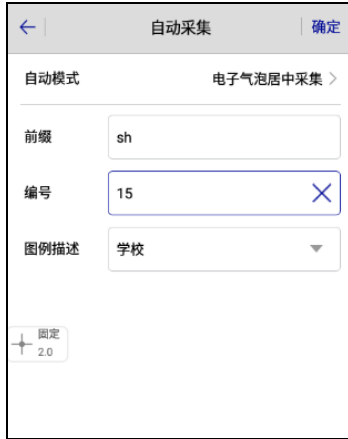 自动采集 确定
自动模式 电子气泡居中采集
前缀 sh
编号 15
图例描述 学校
固定
2.0